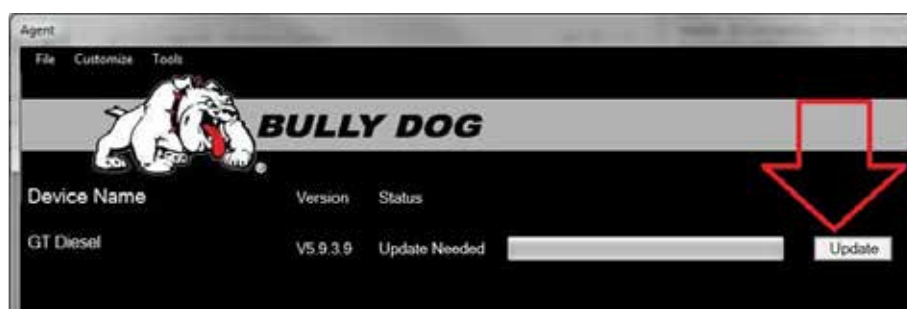 Agent
File Customize Tools
BULLY DOG
®
Device Name Version Status
GT Diesel V5.9.3.9 Update Needed Update